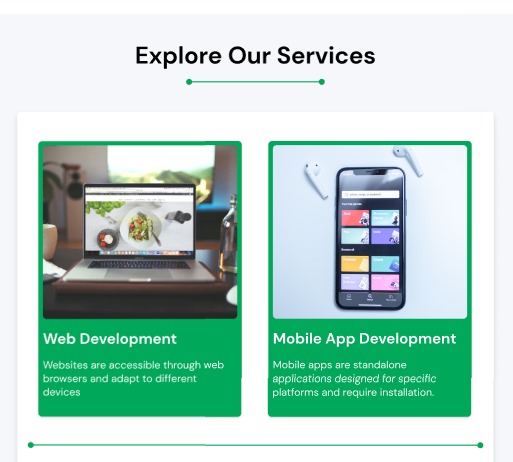 Explore Our Services
Web Development
Websites are accessible through web
browsers and adapt to different
devices
Mobile App Development
Mobile apps are standalone
applications designed for specific
platforms and require installation.